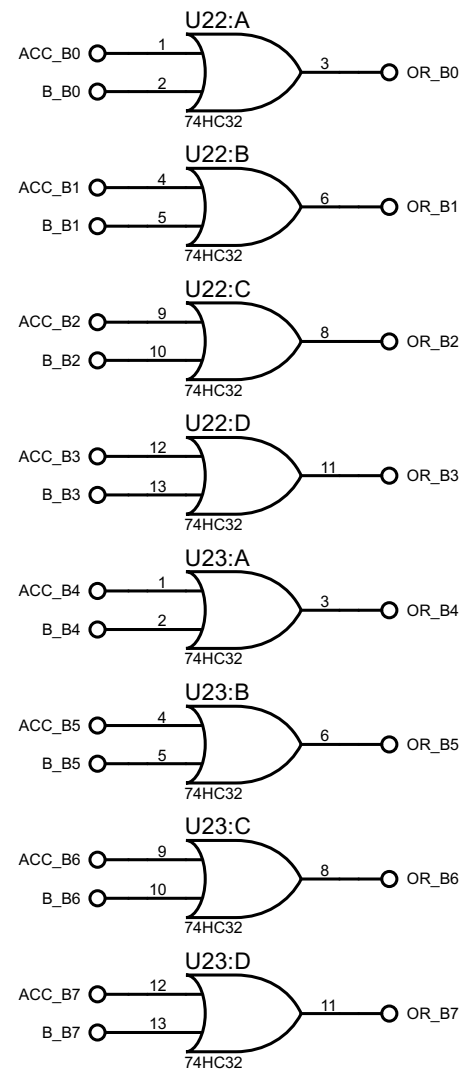 U22:A
ACC_B0 1 3 OR_B0
B_B0 2
74HC32
U22:B
ACC_B1 4 6 OR_B1
B_B1 5
74HC32
U22:C
ACC_B2 9 8 OR_B2
B_B2 10
74HC32
U22:D
ACC_B3 12 11 OR_B3
B_B3 13
74HC32
U23:A
ACC_B4 1 3 OR_B4
B_B4 2
74HC32
U23:B
ACC_B5 4 6 OR_B5
B_B5 5
74HC32
U23:C
ACC_B6 9 8 OR_B6
B_B6 10
74HC32
U23:D
ACC_B7 12 11 OR_B7
B_B7 13
74HC32